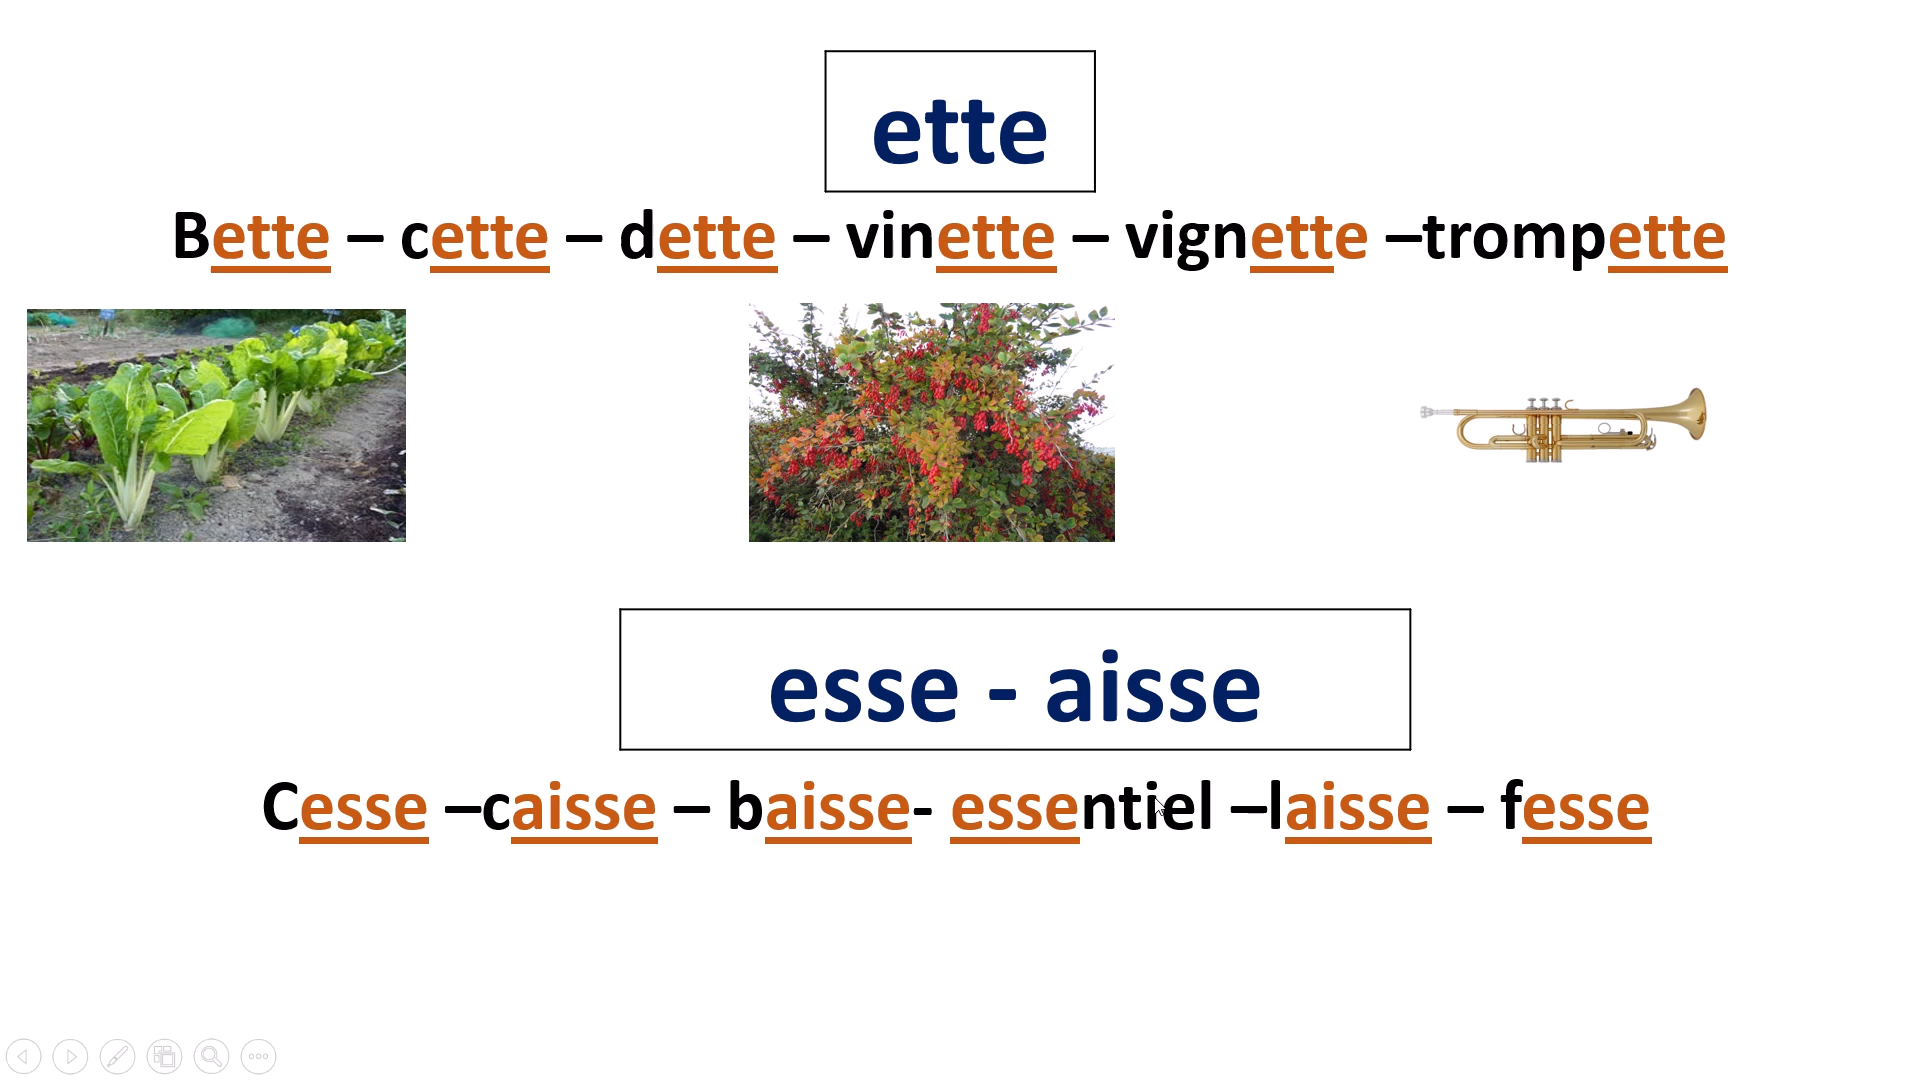 ette
Bette – cette – dette – vinette – vignette –trompette
esse - aisse
Cesse –caisse – baisse- essentiel –laisse – fesse